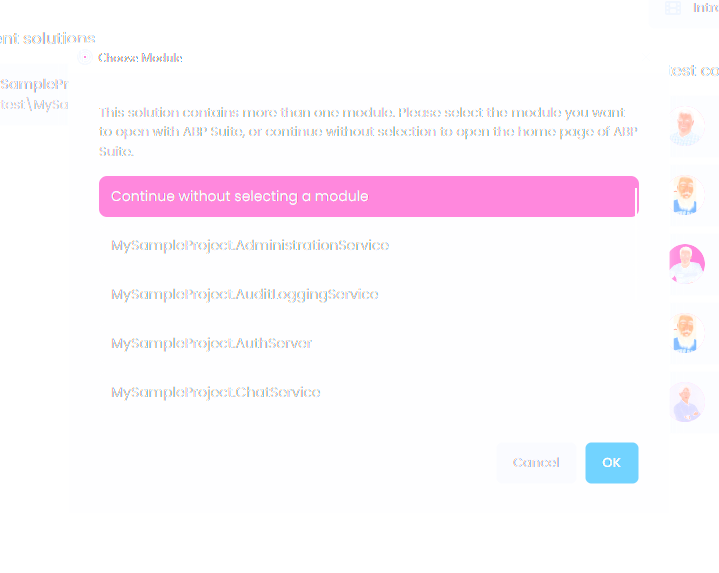 Intro
ent solutions
Choose Module
SamplePr
test\MySa
test co
This solution contains more than one module. Please select the module you want
to open with ABP Suite, or continue without selection to open the home page of ABP
Suite.
Continue without selecting a module
MySampleProject.AdministrationService
MySampleProject.AuditLoggingService
MySampleProject.AuthServer
MySampleProject.ChatService
Cancel
OK